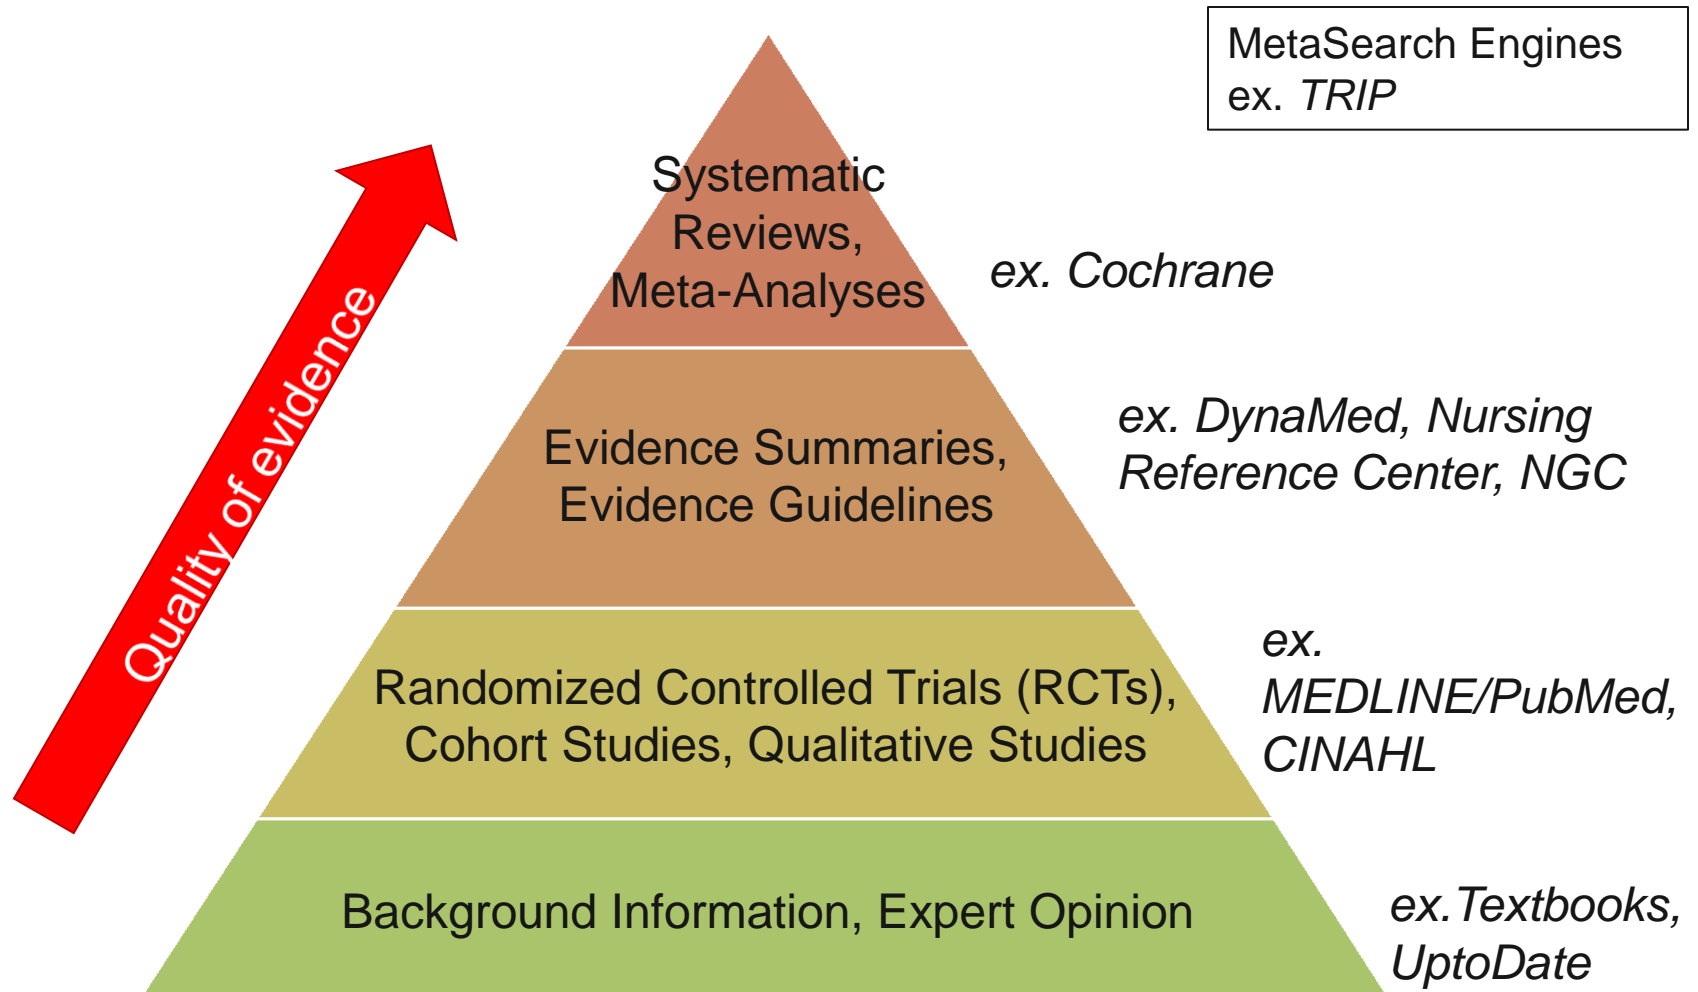 MetaSearch Engines
ex. TRIP
Systematic
Reviews,
Meta-Analyses
ex. Cochrane
Quality of evidence
Evidence Summaries,
Evidence Guidelines
ex. DynaMed, Nursing
Reference Center, NGC
Randomized Controlled Trials (RCTs),
Cohort Studies, Qualitative Studies
ex.
MEDLINE/PubMed,
CINAHL
Background Information, Expert Opinion
ex.Textbooks,
UptoDate